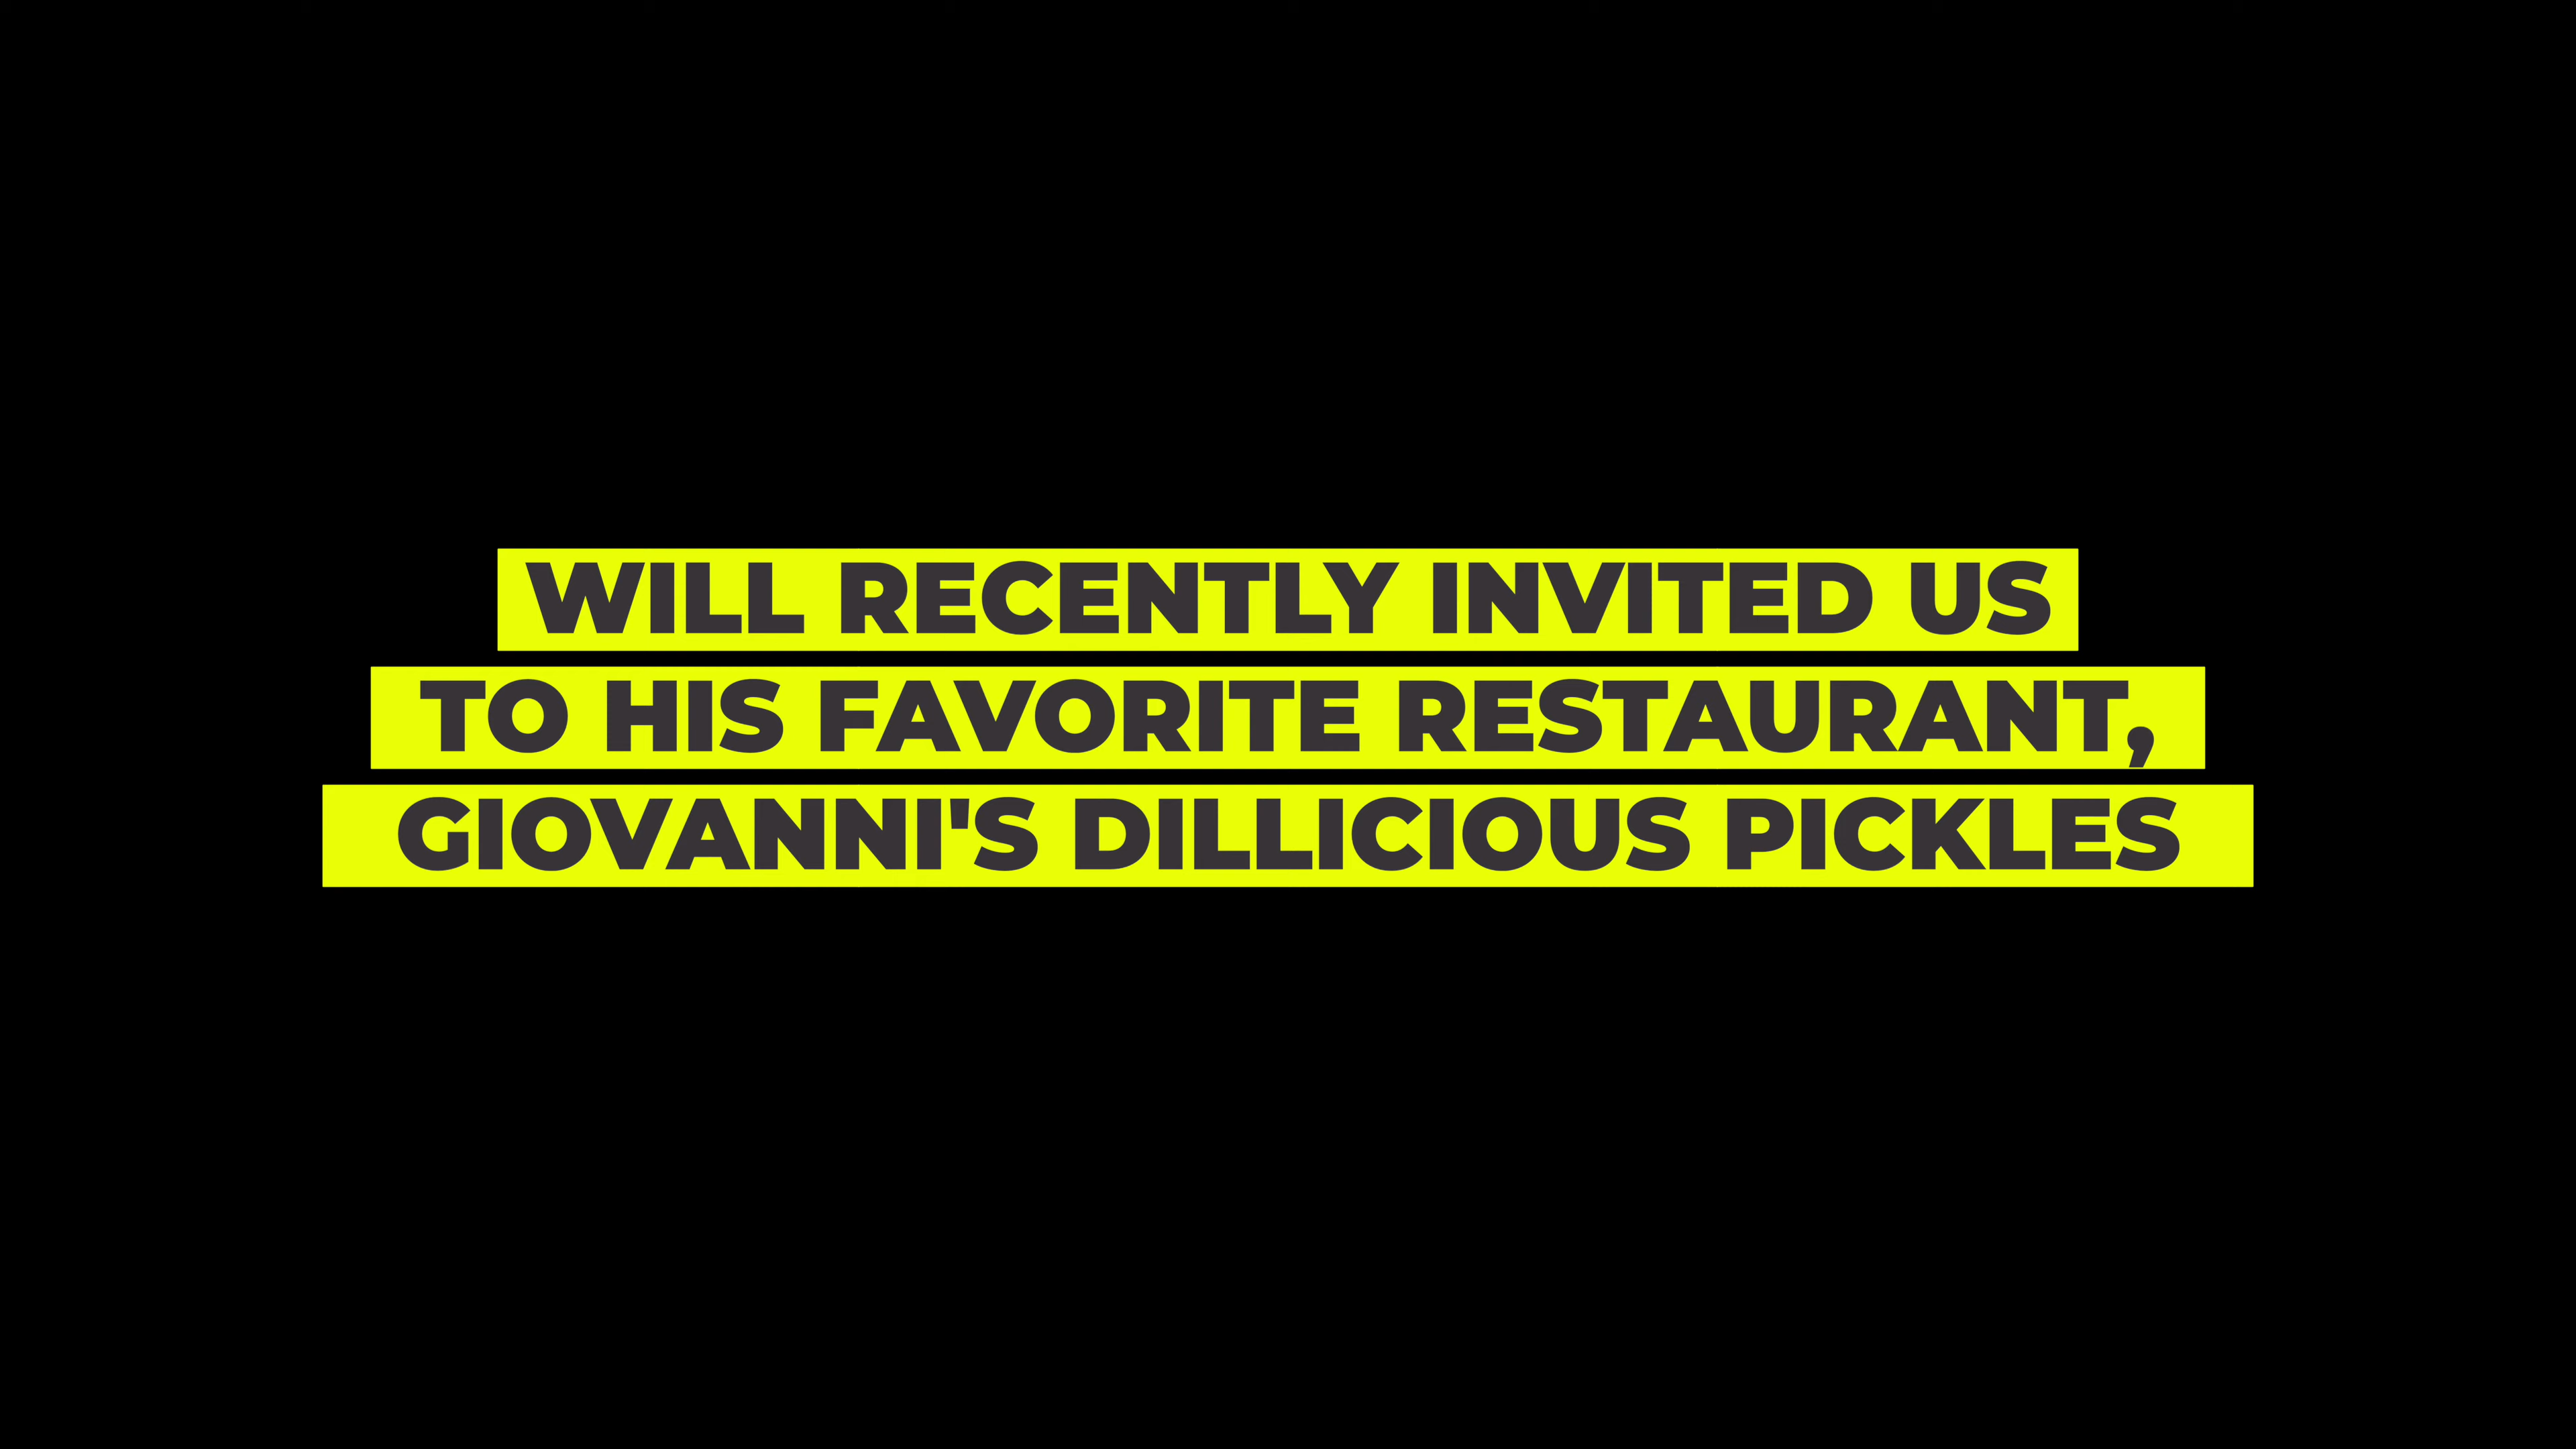 WILL RECENTLY INVITED US
TO HIS FAVORITE RESTAURANT,
GIOVANNI'S DILLICIOUS PICKLES